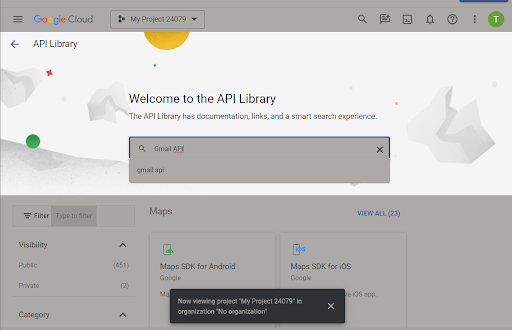 Google Cloud
My Project 24079
T
API Library
Welcome to the API Library
The API Library has documentation, links, and a smart search experience.
Gmail API
gmail api
Filter Type to filter
Visibility
Public (451)
Private (2)
Category
Maps
VIEW ALL (23)
Maps SDK for Android
Google
iOS
Maps SDK for iOS
Google
iOS app.
Now viewing project "My Project 24079" in
organization "No organization"